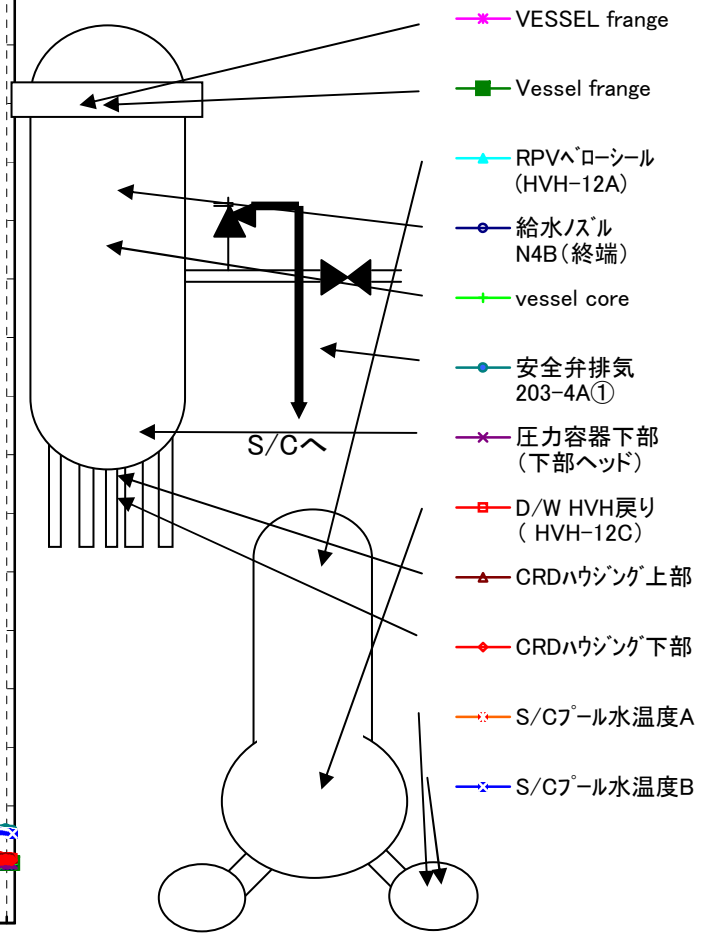 VESSEL frange
Vessel frange
RPVベローシール
(HVH-12A)
給水ノズル
N4B(終端)
vessel core
安全弁排気
203-4A①
S/Cへ
圧力容器下部
(下部ヘッド)
D/W HVH戻り
( HVH-12C)
CRDハウジング上部
CRDハウジング下部
S/Cプール水温度A
S/Cプール水温度B